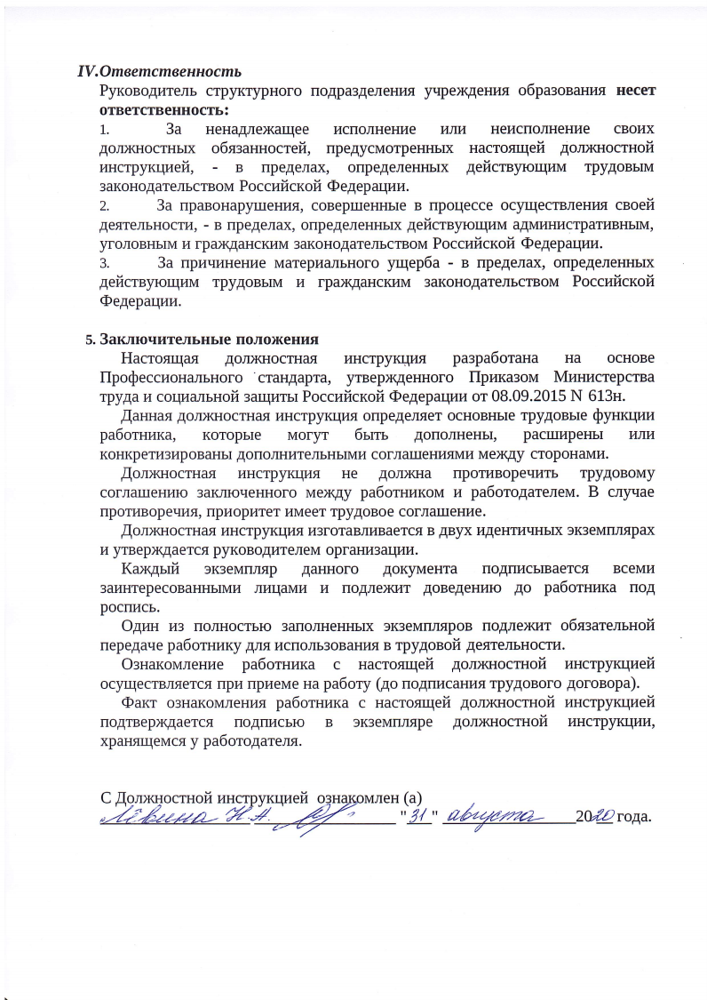 IV.Ответственность
Руководитель структурного подразделения учреждения образования несет
ответственность:
1. За ненадлежащее исполнение или неисполнение своих
должностных обязанностей, предусмотренных настоящей должностной
инструкцией, - в пределах, определенных действующим трудовым
законодательством Российской Федерации.
2. За правонарушения, совершенные в процессе осуществления своей
деятельности, - в пределах, определенных действующим административным,
уголовным и гражданским законодательством Российской Федерации.
3. За причинение материального ущерба - в пределах, определенных
действующим трудовым и гражданским законодательством Российской
Федерации.
5. Заключительные положения
Настоящая должностная инструкция разработана на основе
Профессионального стандарта, утвержденного Приказом Министерства
труда и социальной защиты Российской Федерации от 08.09.2015 N 613н.
Данная должностная инструкция определяет основные трудовые функции
работника, которые могут быть дополнены, расширены или
конкретизированы дополнительными соглашениями между сторонами.
Должностная инструкция не должна противоречить трудовому
соглашению заключенного между работником и работодателем. В случае
противоречия, приоритет имеет трудовое соглашение.
Должностная инструкция изготавливается в двух идентичных экземплярах
и утверждается руководителем организации.
Каждый экземпляр данного документа подписывается всеми
заинтересованными лицами и подлежит доведению до работника под
роспись.
Один из полностью заполненных экземпляров подлежит обязательной
передаче работнику для использования в трудовой деятельности.
Ознакомление работника с настоящей должностной инструкцией
осуществляется при приеме на работу (до подписания трудового договора).
Факт ознакомления работника с настоящей должностной инструкцией
подтверждается подписью в экземпляре должностной инструкции,
хранящемся у работодателя.
С Должностной инструкцией ознакомлен (а)
Лёвина Н.А. "31" августа 2020 года.